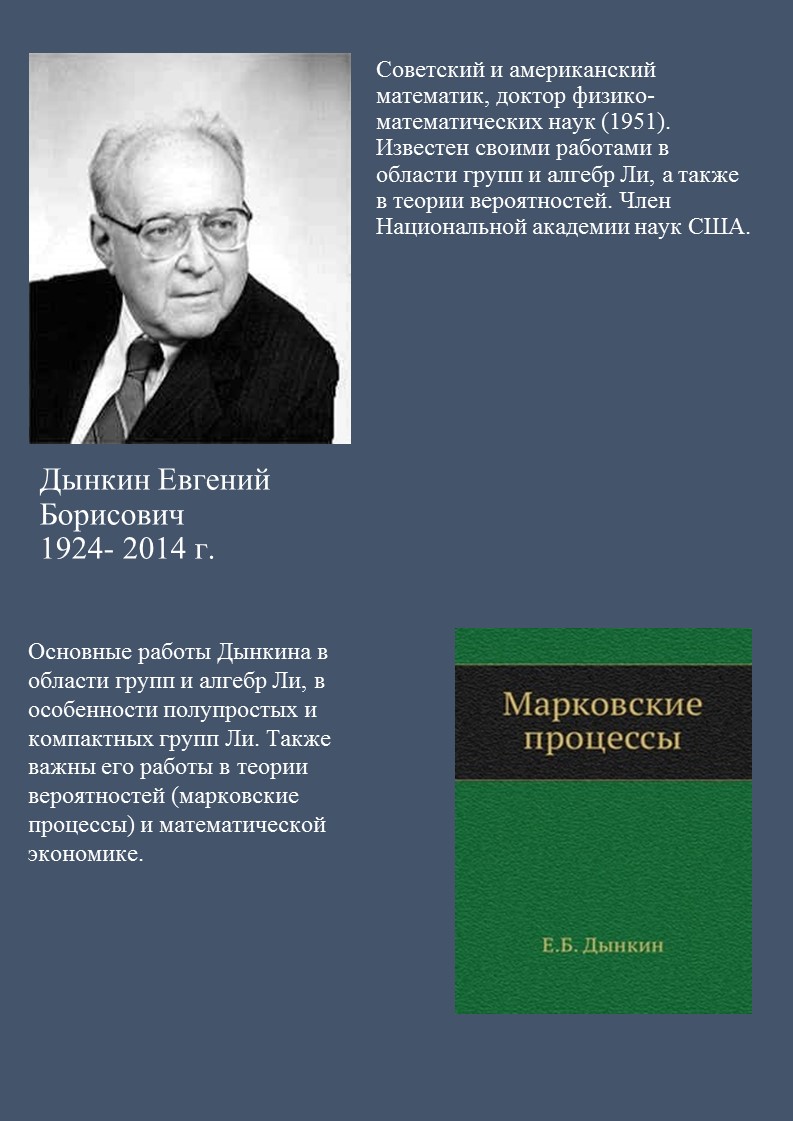 Советский и американский
математик, доктор физико-
математических наук (1951).
Известен своими работами в
области групп и алгебр Ли, а также
в теории вероятностей. Член
Национальной академии наук США.
Дынкин Евгений
Борисович
1924- 2014 г.
Основные работы Дынкина в
области групп и алгебр Ли, в
особенности полупростых и
компактных групп Ли. Также
важны его работы в теории
вероятностей (марковские
процессы) и математической
экономике.
Марковские
процессы
Е.Б. Дынкин